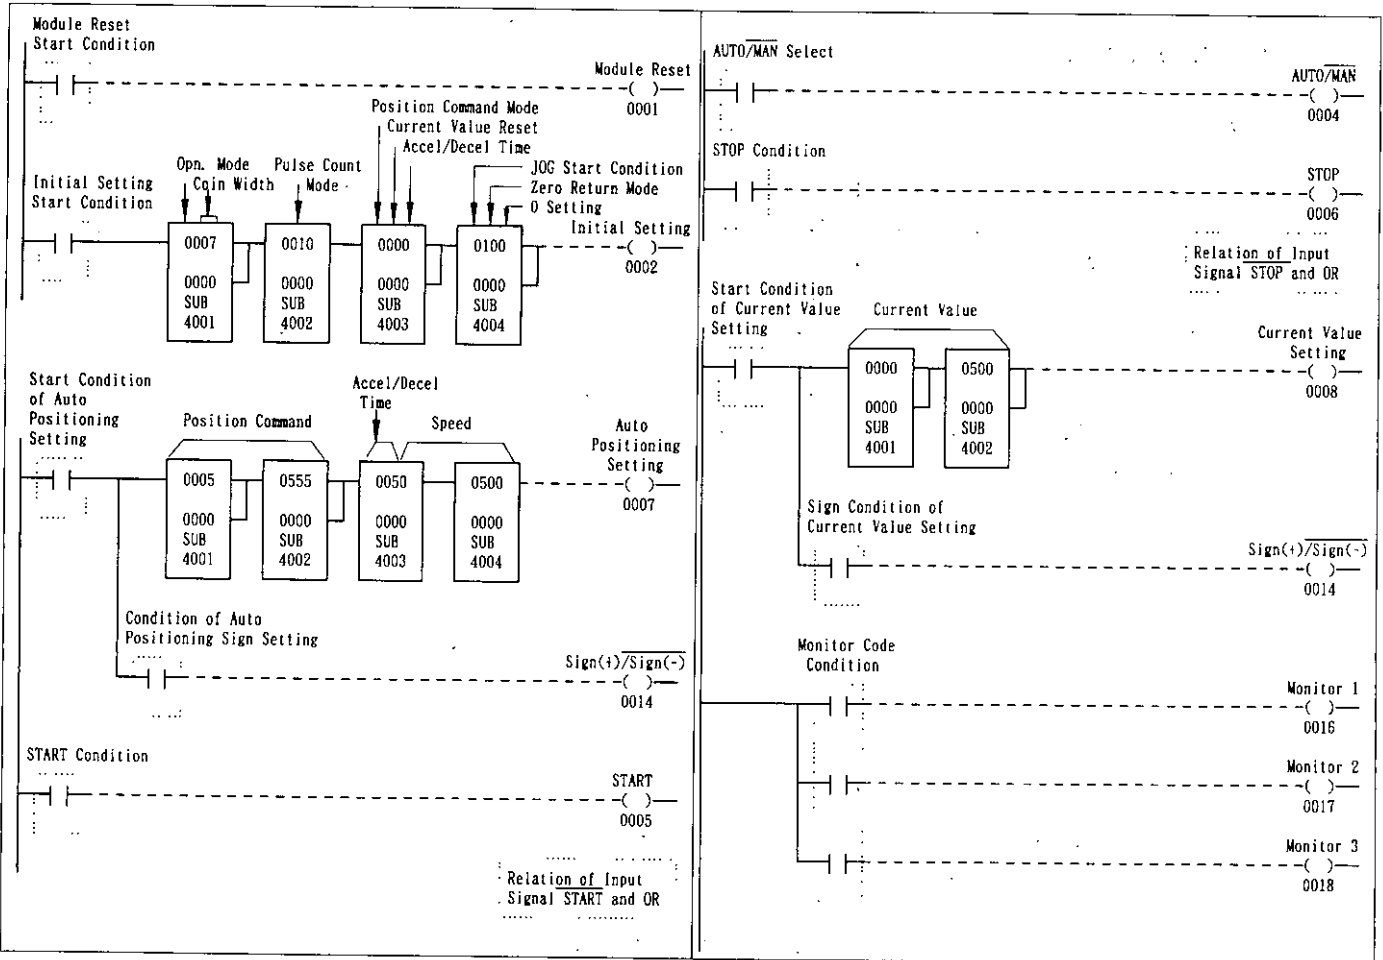 Module Reset
Start Condition
Module Reset
0001
Position Command Mode
Current Value Reset
Accel/Decel Time
Opn. Mode
Coin Width
Pulse Count
Mode
JOG Start Condition
Zero Return Mode
0 Setting
Initial Setting
Start Condition
Initial Setting
0002
0007
0000
SUB
4001
0010
0000
SUB
4002
0000
0000
SUB
4003
0100
0000
SUB
4004
Start Condition
of Auto
Positioning
Setting
Position Command
Accel/Decel
Time
Speed
Auto
Positioning
Setting
0007
0005
0000
SUB
4001
0555
0000
SUB
4002
0050
0000
SUB
4003
0500
0000
SUB
4004
Condition of Auto
Positioning Sign Setting
Sign(+)/Sign(-)
0014
START Condition
START
0005
Relation of Input
Signal START and OR
AUTO/MAN Select
AUTO/MAN
0004
STOP Condition
STOP
0006
Relation of Input
Signal STOP and OR
Start Condition
of Current Value
Setting
Current Value
Current Value
Setting
0008
0000
0000
SUB
4001
0500
0000
SUB
4002
Sign Condition of
Current Value Setting
Sign(+)/Sign(-)
0014
Monitor Code
Condition
Monitor 1
0016
Monitor 2
0017
Monitor 3
0018